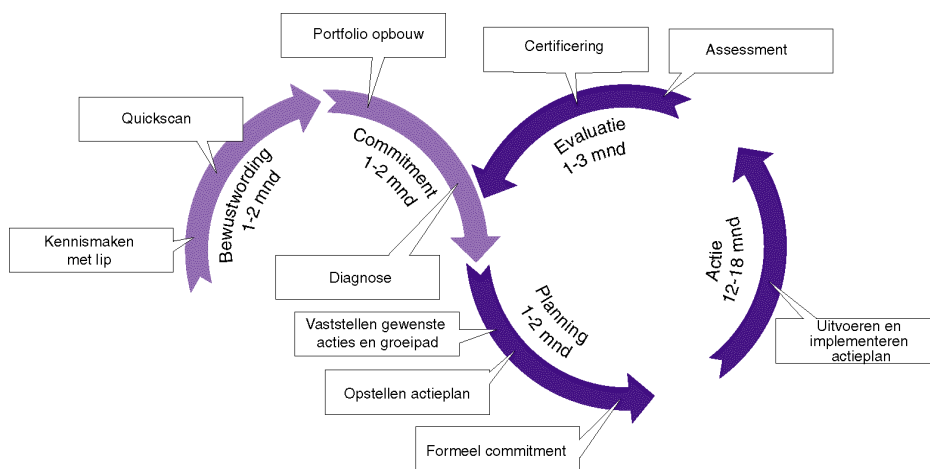 Portfolio opbouw
Certificering
Assessment
Quickscan
Bewustwording
1-2 mnd
Commitment
1-2 mnd
Evaluatie
1-3 mnd
Kennismaken
met lip
Diagnose
Actie
12-18 mnd
Planning
1-2 mnd
Vaststellen gewenste
acties en groeipad
Uitvoeren en
implementeren
actieplan
Opstellen actieplan
Formeel commitment